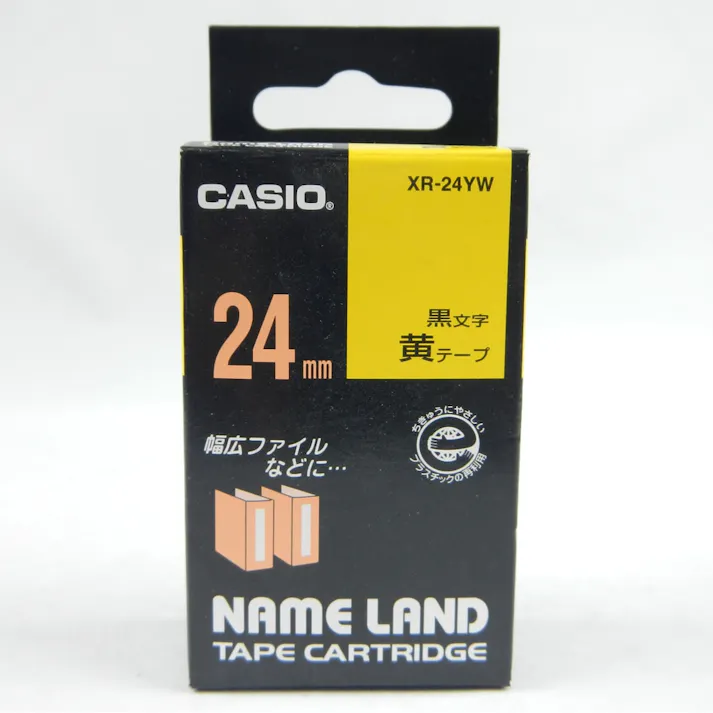 CASIO®
XR-24YW
24mm
黒文字
黄テープ
ちきゅうにやさしい
e
プラスチックの再利用
幅広ファイル
などに…
NAME LAND
TAPE CARTRIDGE